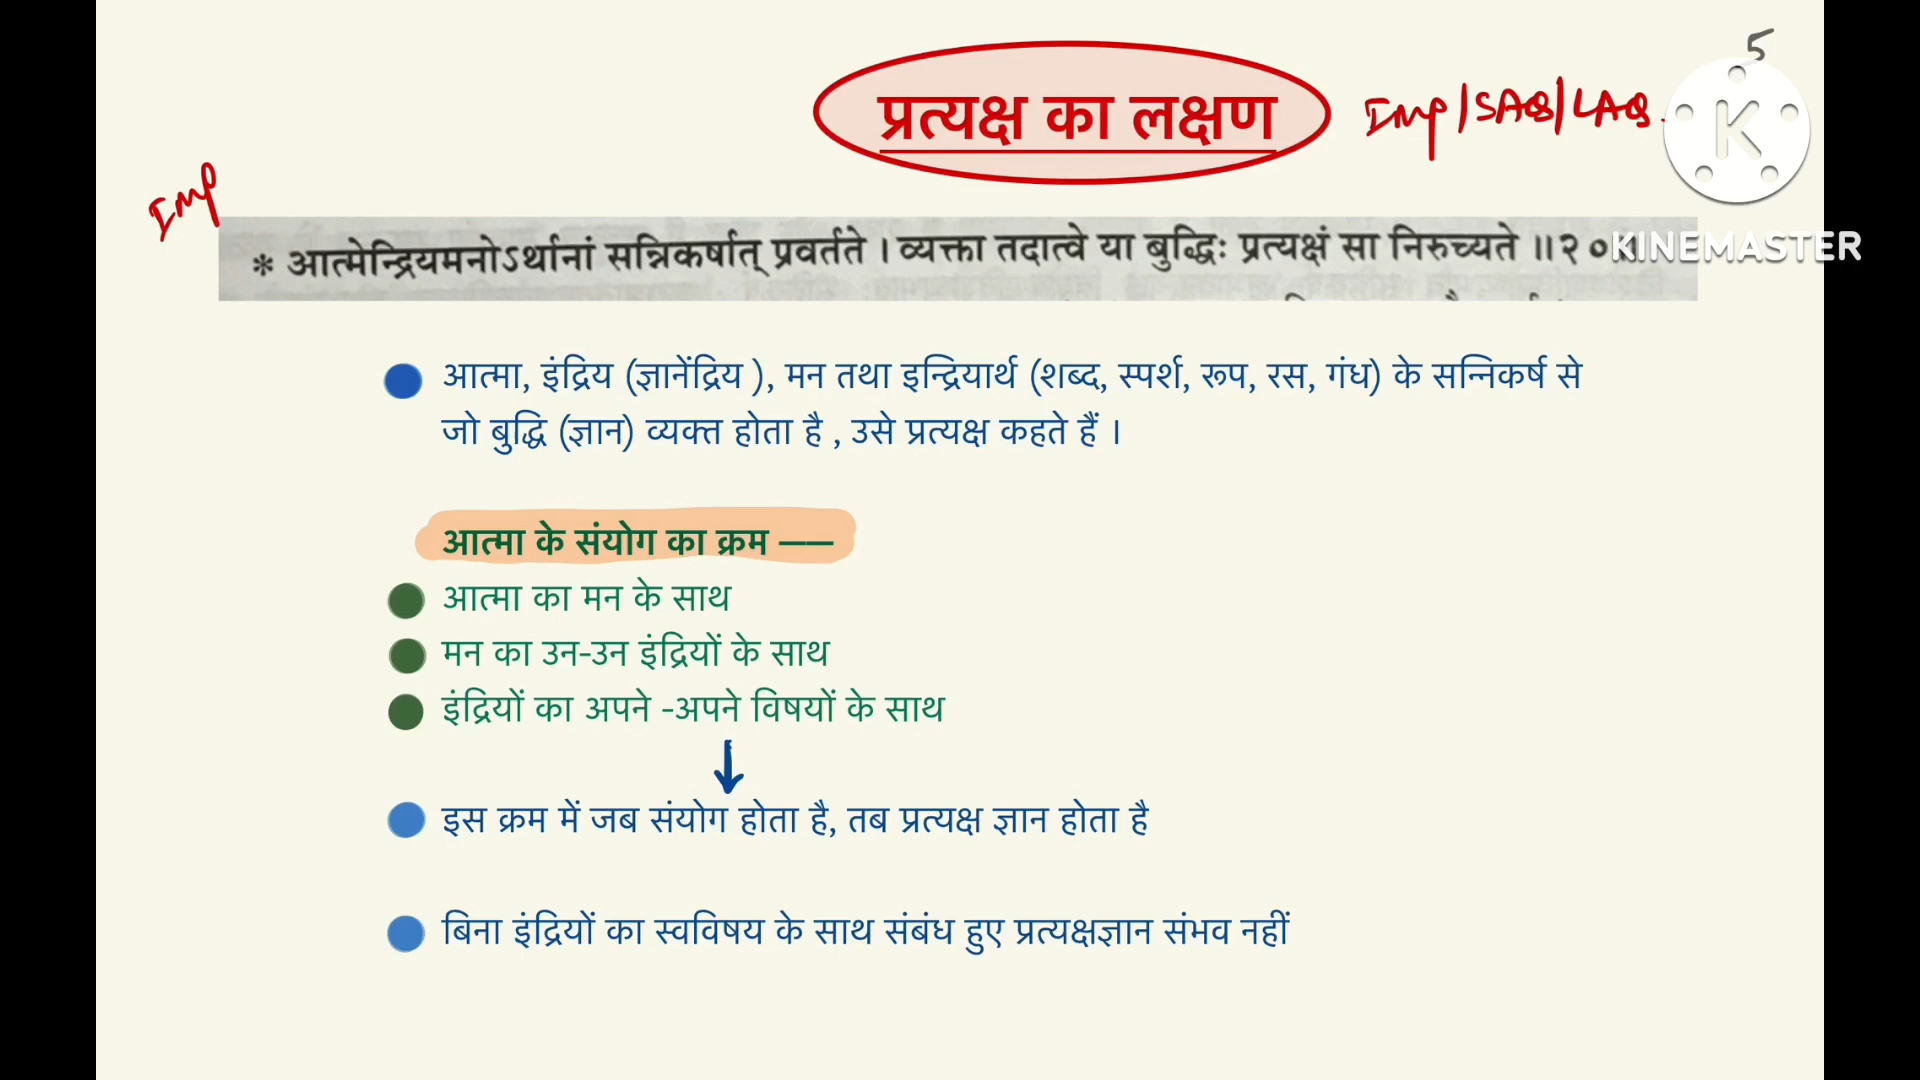 5
प्रत्यक्ष का लक्षण
Imp/SAQ/LAQ.
K
Imp
* आत्मेन्द्रियमनोऽर्थानां सन्निकर्षात् प्रवर्तते । व्यक्ता तदात्वे या बुद्धिः प्रत्यक्षं सा निरुच्यते ॥२०
KINEMASTER
आत्मा, इंद्रिय (ज्ञानेंद्रिय ), मन तथा इन्द्रियार्थ (शब्द, स्पर्श, रूप, रस, गंध) के सन्निकर्ष से
जो बुद्धि (ज्ञान) व्यक्त होता है , उसे प्रत्यक्ष कहते हैं ।
आत्मा के संयोग का क्रम ——
आत्मा का मन के साथ
मन का उन-उन इंद्रियों के साथ
इंद्रियों का अपने -अपने विषयों के साथ
इस क्रम में जब संयोग होता है, तब प्रत्यक्ष ज्ञान होता है
बिना इंद्रियों का स्वविषय के साथ संबंध हुए प्रत्यक्षज्ञान संभव नहीं